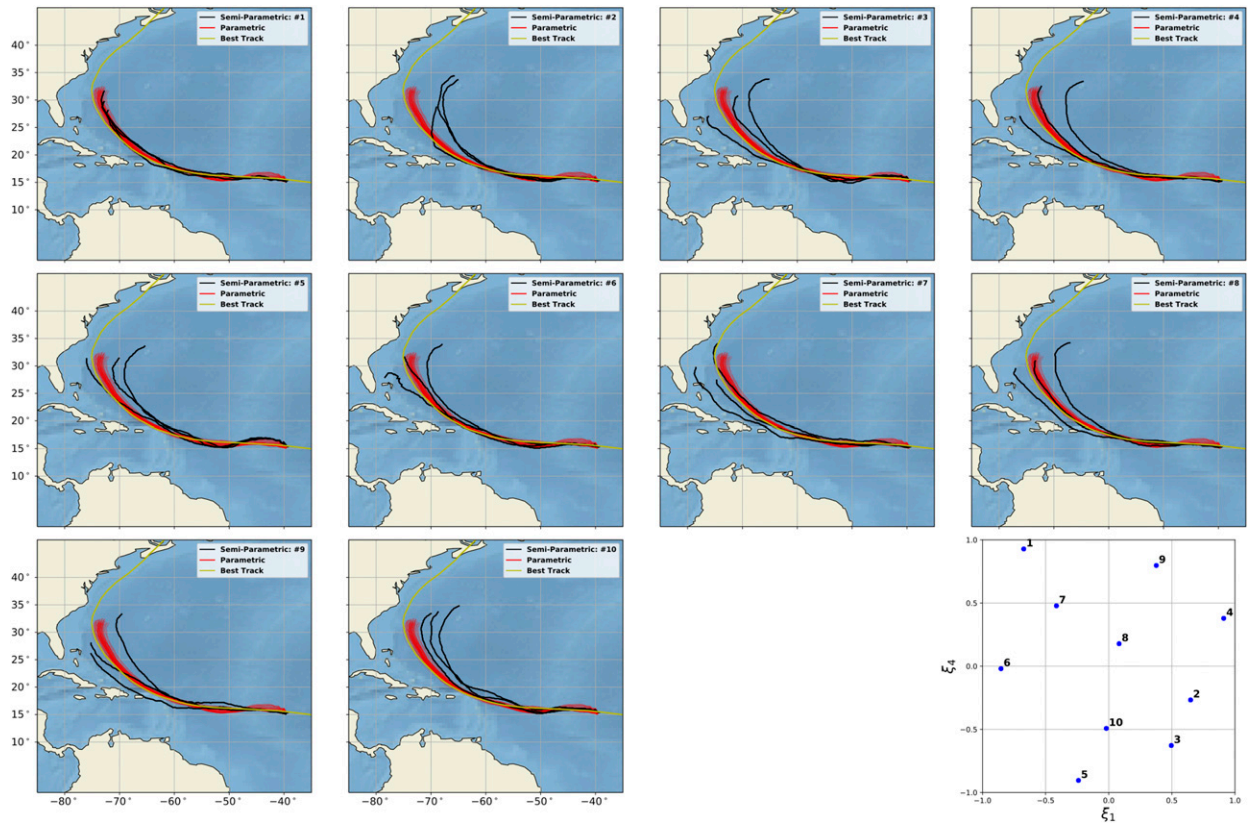 Semi-Parametric: #1
Parametric
Best Track
40°
35°
30°
25°
20°
15°
10°
Semi-Parametric: #2
Parametric
Best Track
Semi-Parametric: #3
Parametric
Best Track
Semi-Parametric: #4
Parametric
Best Track
Semi-Parametric: #5
Parametric
Best Track
40°
35°
30°
25°
20°
15°
10°
Semi-Parametric: #6
Parametric
Best Track
Semi-Parametric: #7
Parametric
Best Track
Semi-Parametric: #8
Parametric
Best Track
Semi-Parametric: #9
Parametric
Best Track
40°
35°
30°
25°
20°
15°
10°
−80° −70° −60° −50° −40°
Semi-Parametric: #10
Parametric
Best Track
−80° −70° −60° −50° −40°
1.0
0.5
0.0
−0.5
−1.0
ξ4
1
9
7
4
8
6
2
10
3
5
−1.0 −0.5 0.0 0.5 1.0
ξ1